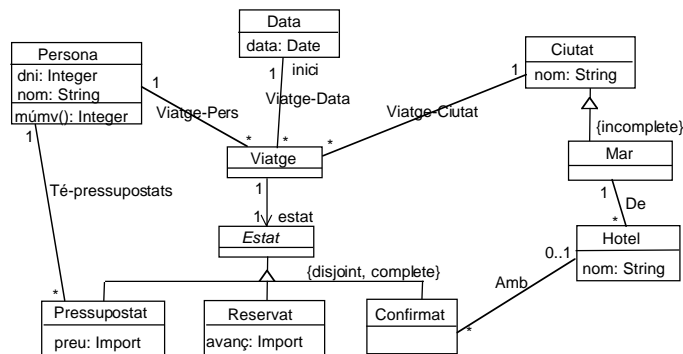 Data
data: Date
Persona
dni: Integer
nom: String
múmv(): Integer
Ciutat
nom: String
1
inici
1
1
Viatge-Data
Viatge-Pers
Viatge-Ciutat
{incomplete}
*
*
*
1
Viatge
Mar
1
1
Té-pressupostats
De
1
estat
*
Estat
Hotel
0..1
nom: String
{disjoint, complete}
Amb
*
Pressupostat
Reservat
Confirmat
*
preu: Import
avanç: Import